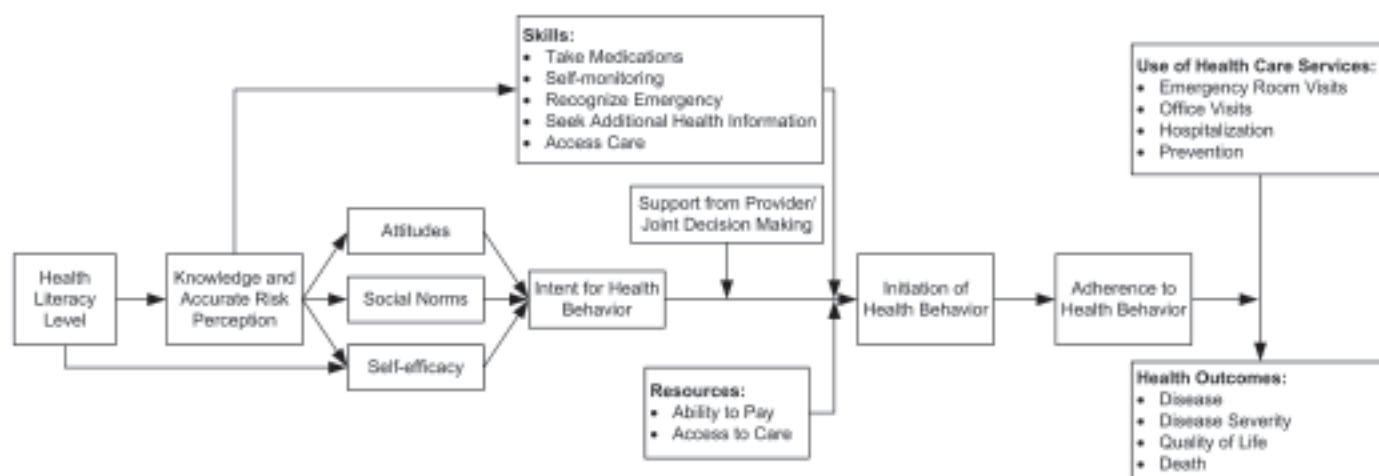 Skills:
• Take Medications
• Self-monitoring
• Recognize Emergency
• Seek Additional Health Information
• Access Care
Use of Health Care Services:
• Emergency Room Visits
• Office Visits
• Hospitalization
• Prevention
Support from Provider/
Joint Decision Making
Health
Literacy
Level
Knowledge and
Accurate Risk
Perception
Attitudes
Social Norms
Self-efficacy
Intent for Health
Behavior
Initiation of
Health Behavior
Adherence to
Health Behavior
Resources:
• Ability to Pay
• Access to Care
Health Outcomes:
• Disease
• Disease Severity
• Quality of Life
• Death